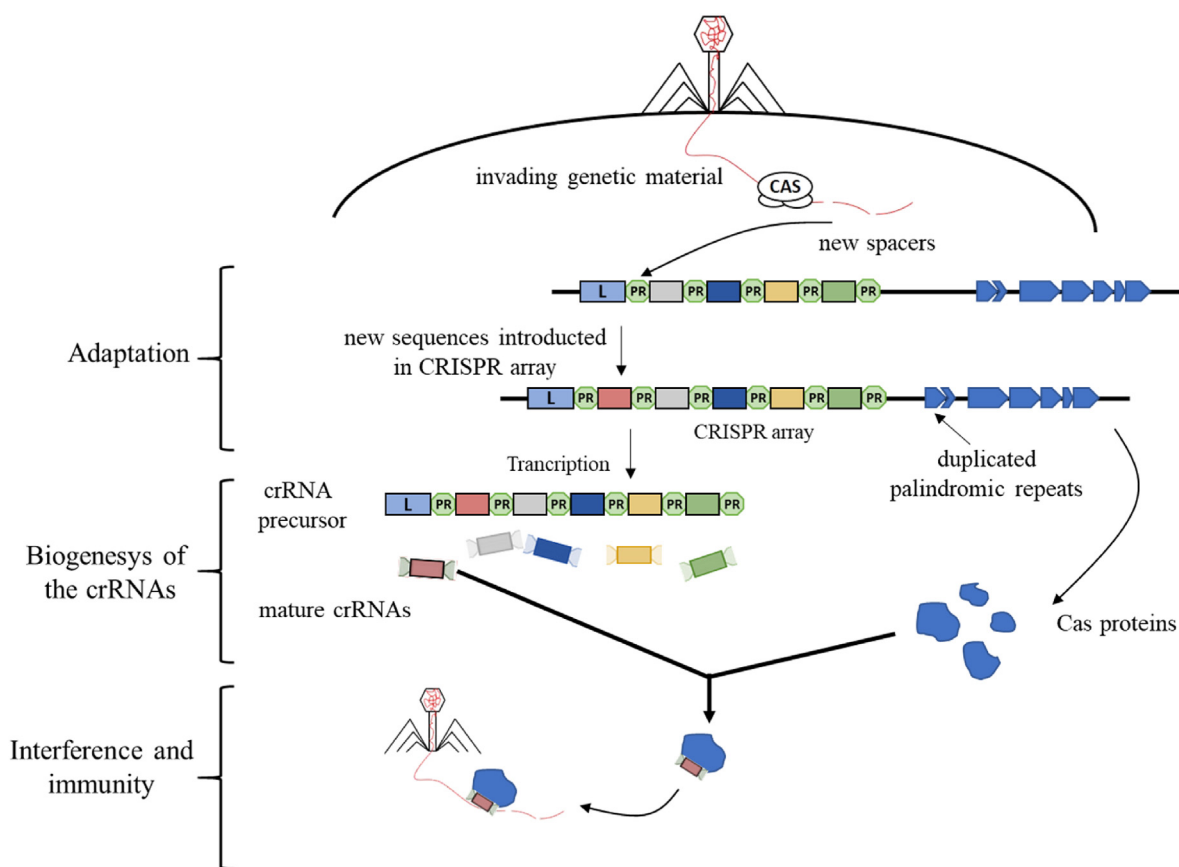 invading genetic material
CAS
new spacers
L PR PR PR PR PR
Adaptation
new sequences introducted
in CRISPR array
L PR PR PR PR PR PR
CRISPR array
duplicated
palindromic repeats
Trancription
crRNA
precursor
L PR PR PR PR PR PR
Biogenesys of
the crRNAs
mature crRNAs
Cas proteins
Interference and
immunity